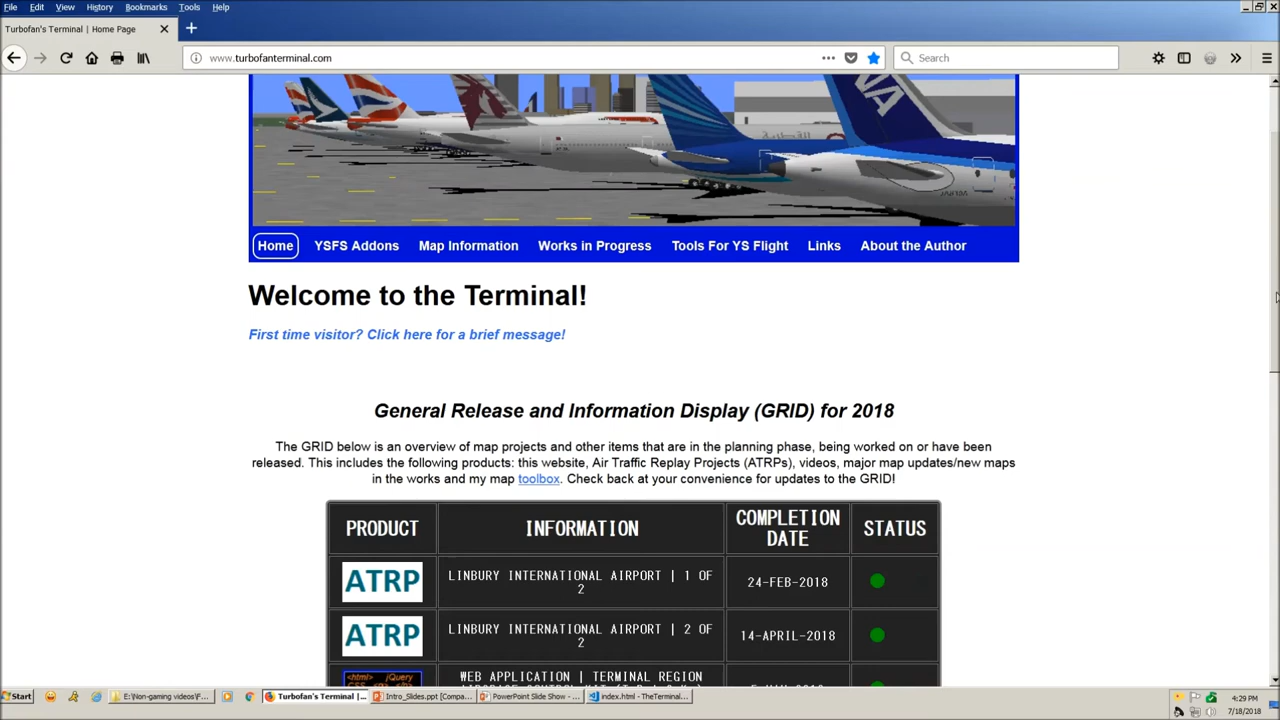 File Edit View History Bookmarks Tools Help
Turbofan's Terminal | Home Page
www.turbofanterminal.com
Search
ANA
Home YSFS Addons Map Information Works in Progress Tools For YS Flight Links About the Author
Welcome to the Terminal!
First time visitor? Click here for a brief message!
General Release and Information Display (GRID) for 2018
The GRID below is an overview of map projects and other items that are in the planning phase, being worked on or have been
released. This includes the following products: this website, Air Traffic Replay Projects (ATRPs), videos, major map updates/new maps
in the works and my map toolbox. Check back at your convenience for updates to the GRID!
PRODUCT INFORMATION COMPLETION DATE STATUS
ATRP LINBURY INTERNATIONAL AIRPORT | 1 OF 2 24-FEB-2018
ATRP LINBURY INTERNATIONAL AIRPORT | 2 OF 2 14-APRIL-2018
<html> jQuery
WEB APPLICATION | TERMINAL REGION
Start E:\Non-gaming videos\F... Turbofan's Terminal |... Intro_Slides.ppt [Compa... PowerPoint Slide Show -... index.html - TheTerminal...
4:29 PM
7/18/2018